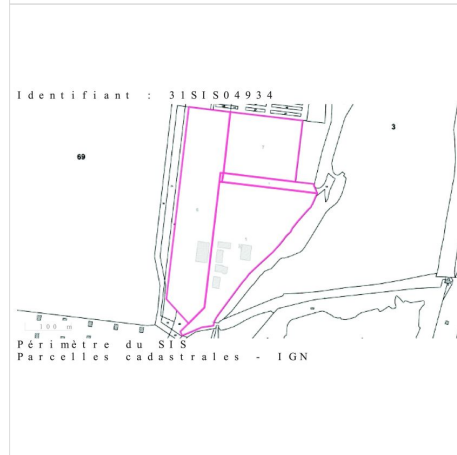 Identifiant : 31SIS04934
3
69
100 m
Périmètre du SIS
Parcelles cadastrales - IGN